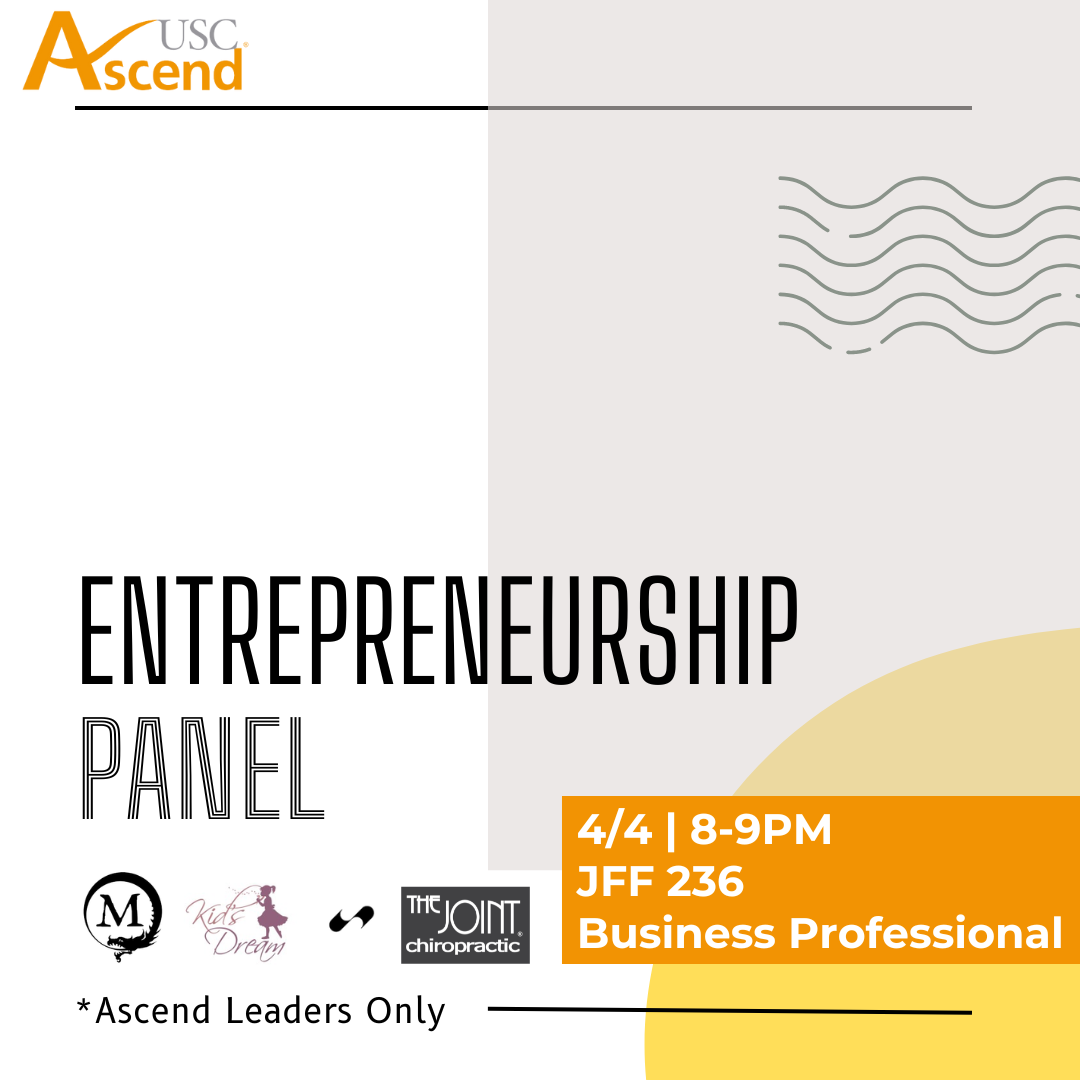 USC
Ascend
ENTREPRENEURSHIP
PANEL
4/4 | 8-9PM
JFF 236
Business Professional
M
Kid's
Dream
THE JOINT
chiropractic
*Ascend Leaders Only